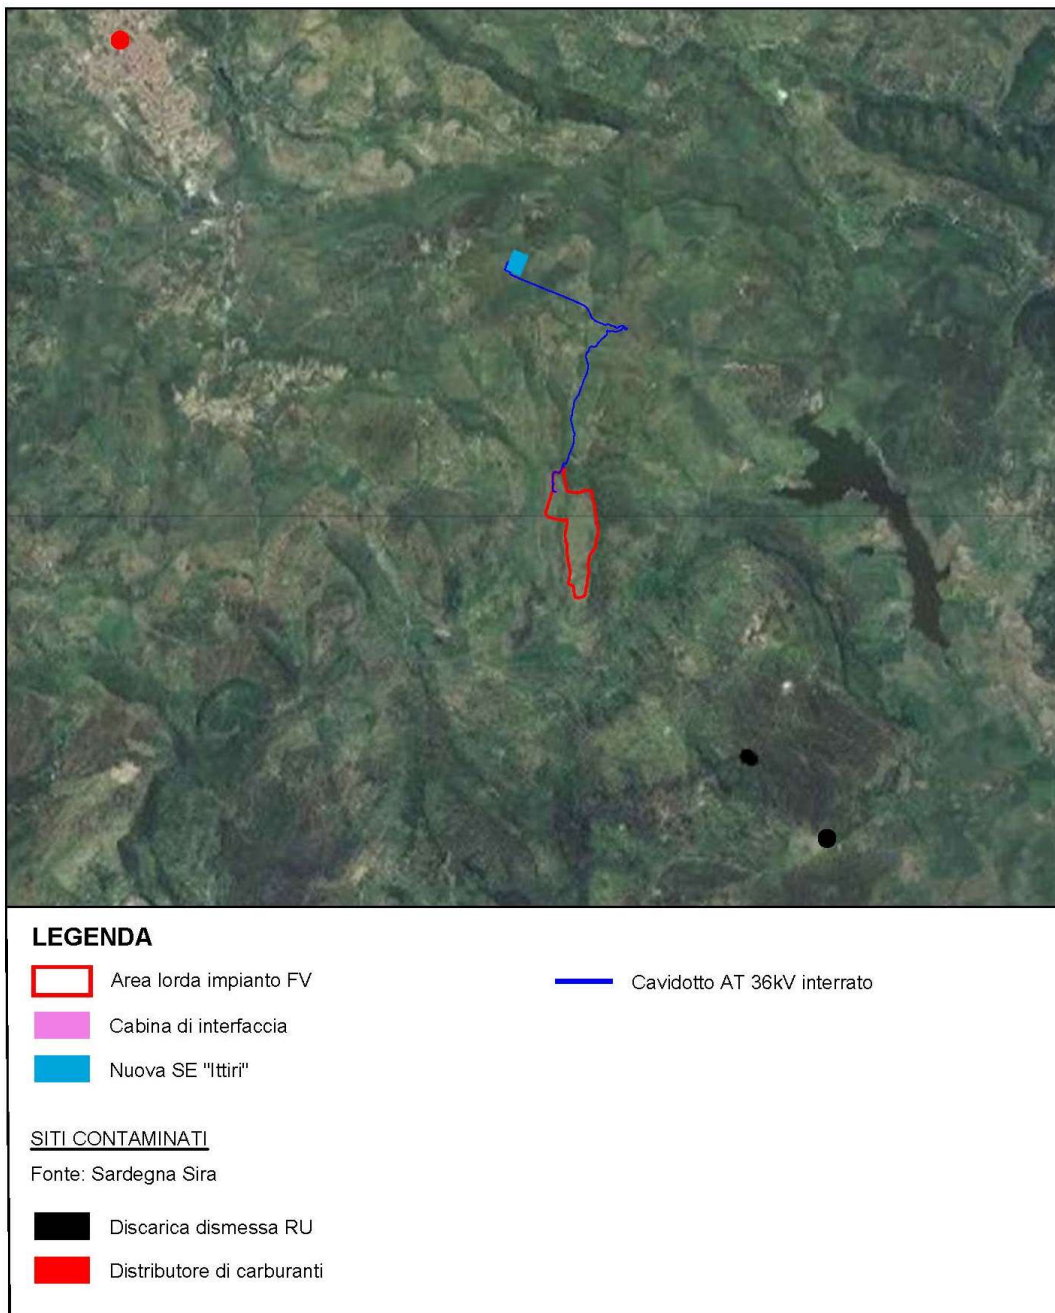 LEGENDA
Area lorda impianto FV
Cavidotto AT 36kV interrato
Cabina di interfaccia
Nuova SE "Ittiri"
SITI CONTAMINATI
Fonte: Sardegna Sira
Discarica dismessa RU
Distributore di carburanti